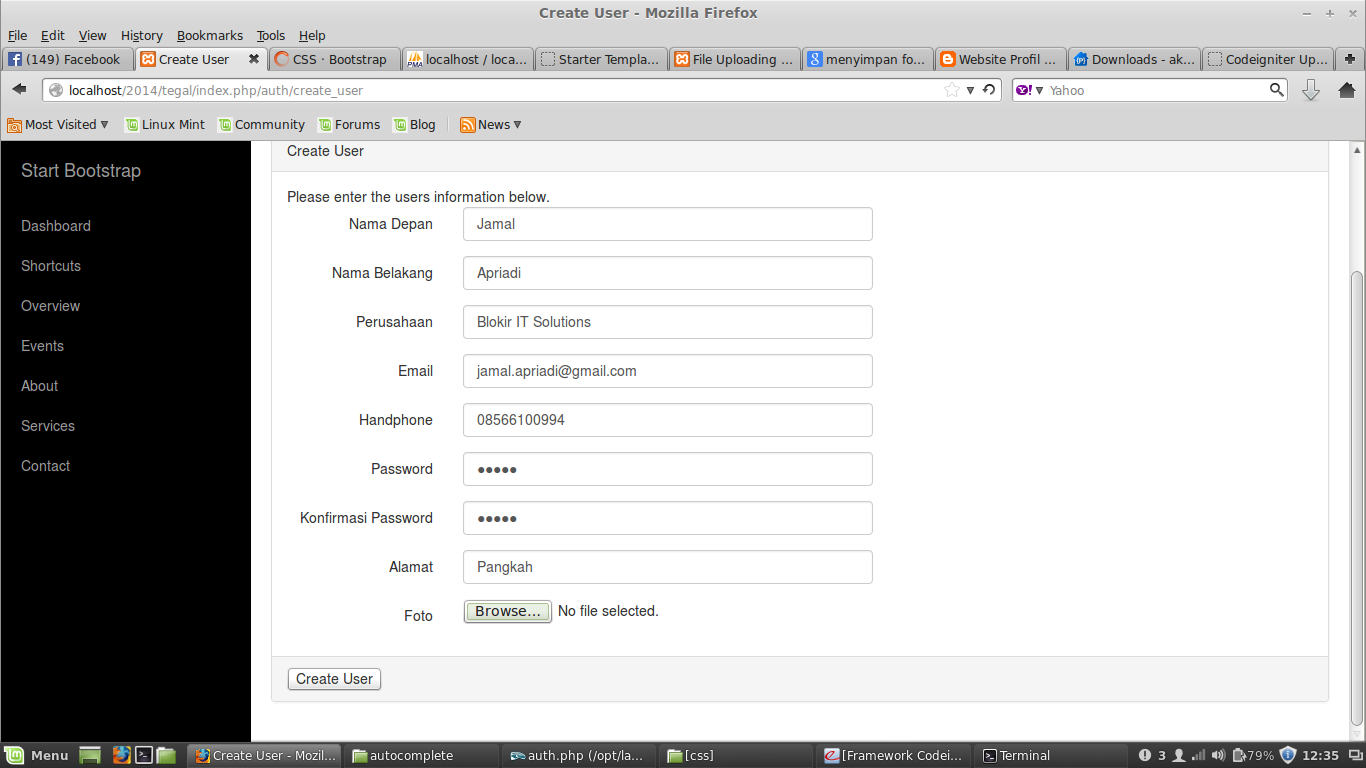 Create User - Mozilla Firefox
File Edit View History Bookmarks Tools Help
(149) Facebook Create User CSS · Bootstrap localhost / loca... Starter Templa... File Uploading ... menyimpan fo... Website Profil ... Downloads - ak... Codeigniter Up...
localhost/2014/tegal/index.php/auth/create_user Yahoo
Most Visited Linux Mint Community Forums Blog News
Start Bootstrap
Dashboard
Shortcuts
Overview
Events
About
Services
Contact
Create User
Please enter the users information below.
Nama Depan Jamal
Nama Belakang Apriadi
Perusahaan Blokir IT Solutions
Email jamal.apriadi@gmail.com
Handphone 08566100994
Password ●●●●●
Konfirmasi Password ●●●●●
Alamat Pangkah
Foto Browse... No file selected.
Create User
Menu Create User - Mozil... autocomplete auth.php (/opt/la... [css] [Framework Codei... Terminal 3 79% 12:35